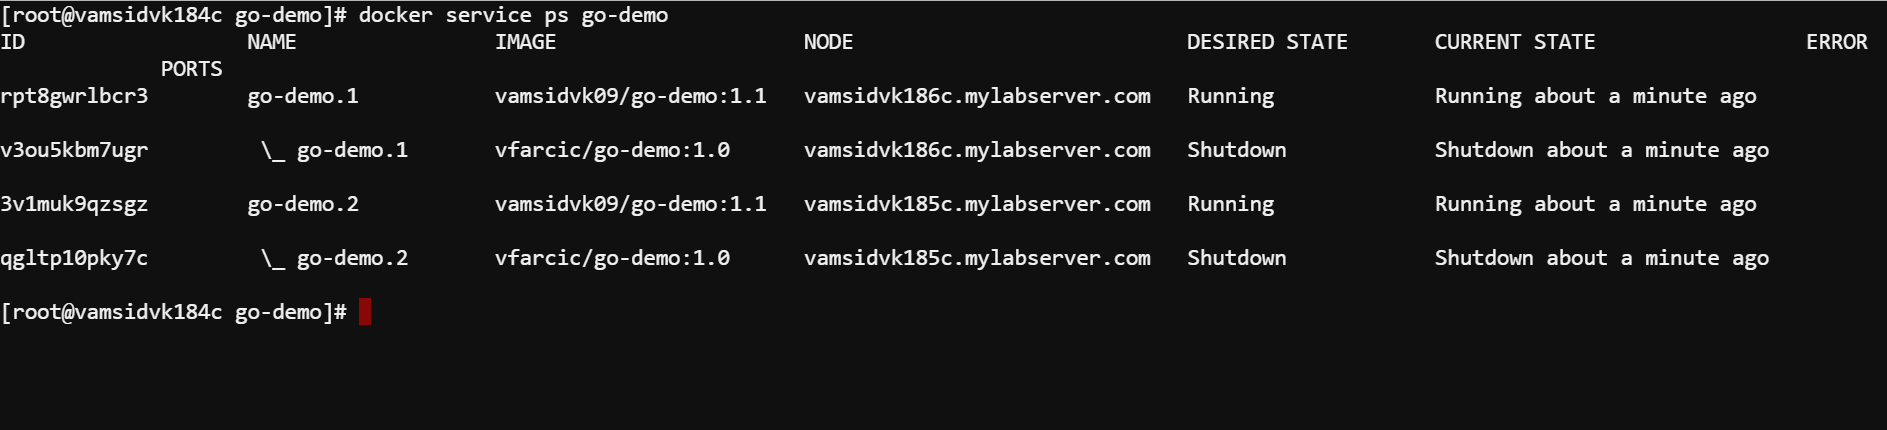 [root@vamsidvk184c go-demo]# docker service ps go-demo
ID                  NAME                IMAGE                    NODE                           DESIRED STATE       CURRENT STATE                 ERROR
             PORTS
rpt8gwrlbcr3        go-demo.1           vamsidvk09/go-demo:1.1   vamsidvk186c.mylabserver.com   Running             Running about a minute ago
v3ou5kbm7ugr         \_ go-demo.1       vfarcic/go-demo:1.0      vamsidvk186c.mylabserver.com   Shutdown            Shutdown about a minute ago
3v1muk9qzsgz        go-demo.2           vamsidvk09/go-demo:1.1   vamsidvk185c.mylabserver.com   Running             Running about a minute ago
qgltp10pky7c         \_ go-demo.2       vfarcic/go-demo:1.0      vamsidvk185c.mylabserver.com   Shutdown            Shutdown about a minute ago
[root@vamsidvk184c go-demo]#